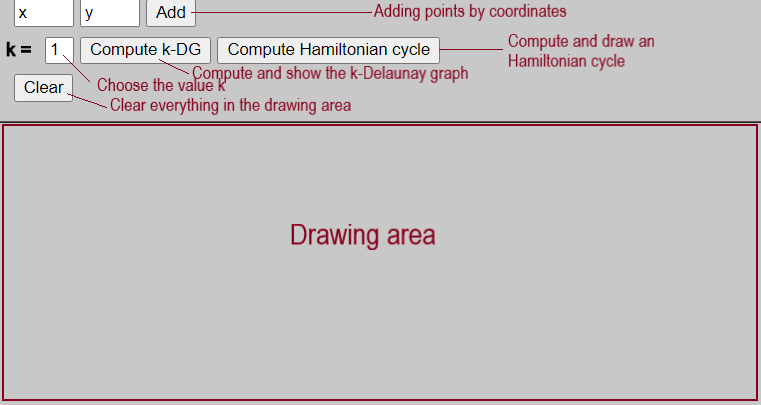 x y Add Adding points by coordinates
k = 1 Compute k-DG Compute Hamiltonian cycle Compute and draw an
Hamiltonian cycle
Compute and show the k-Delaunay graph
Clear Choose the value k
Clear everything in the drawing area
Drawing area